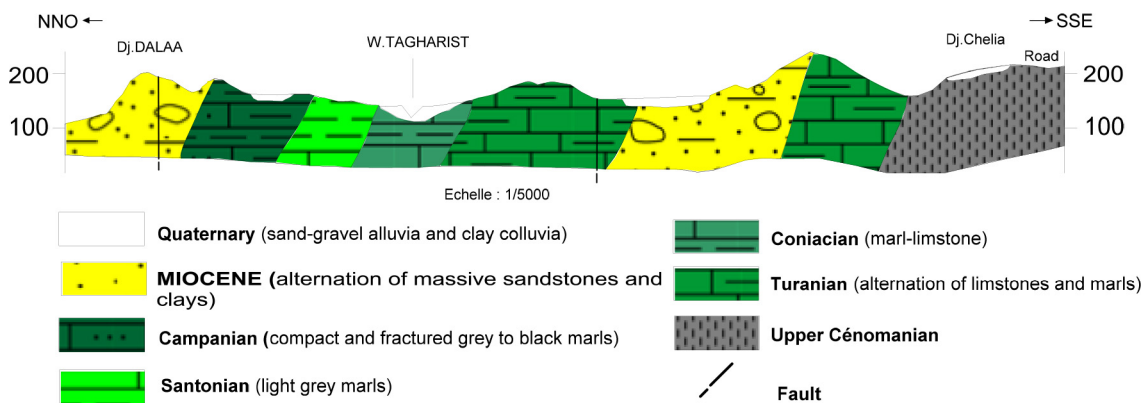 NNO ←
→ SSE
Dj.DALAA
W.TAGHARIST
Dj.Chelia
Road
200
100
200
100
Echelle : 1/5000
Quaternary (sand-gravel alluvia and clay colluvia)
MIOCENE (alternation of massive sandstones and
clays)
Campanian (compact and fractured grey to black marls)
Santonian (light grey marls)
Coniacian (marl-limstone)
Turanian (alternation of limstones and marls)
Upper Cénomanian
Fault